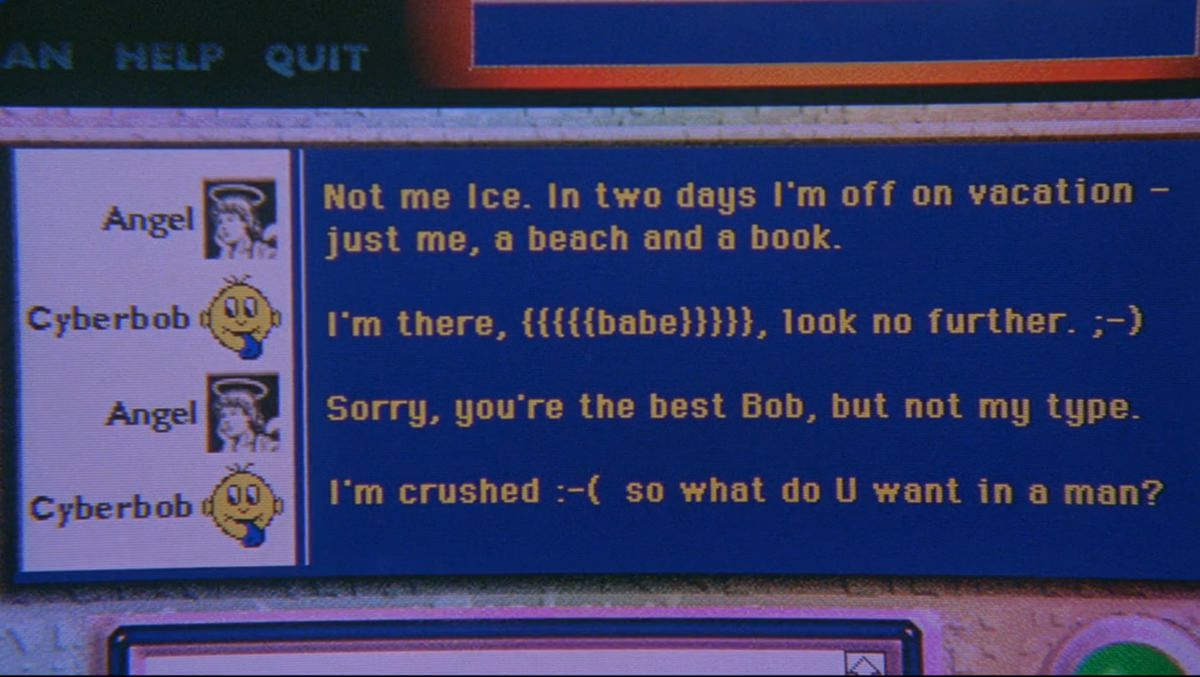 AN HELP QUIT
Angel
Not me Ice. In two days I'm off on vacation -
just me, a beach and a book.
Cyberbob
I'm there, {{{{{babe}}}}}, look no further. ;-)
Angel
Sorry, you're the best Bob, but not my type.
Cyberbob
I'm crushed :-(  so what do U want in a man?